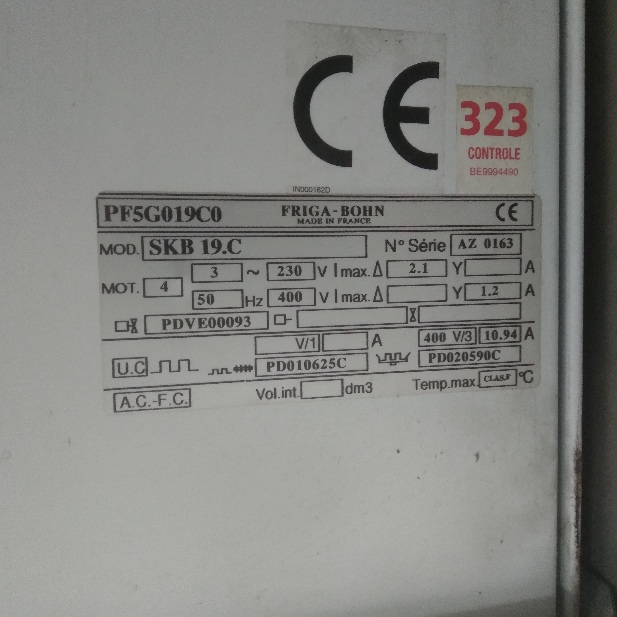 CE
323
CONTROLE
BE9994490
IN000162D
PF5G019C0 FRIGA-BOHN CE
MADE IN FRANCE
MOD. SKB 19.C N° Série AZ 0163
MOT. 4 3 ~ 230 V I max. Δ 2.1 Y A
50 Hz 400 V I max. Δ Y 1.2 A
PDVE00093
V/1 A 400 V/3 10.94 A
U.C PD010625C PD020590C
A.C.-F.C. Vol.int. dm3 Temp.max. CLAS.F °C